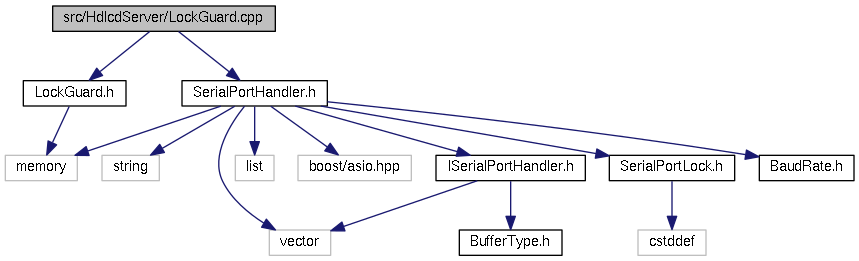 src/HdlcdServer/LockGuard.cpp
LockGuard.h
SerialPortHandler.h
memory
string
list
boost/asio.hpp
ISerialPortHandler.h
SerialPortLock.h
BaudRate.h
vector
BufferType.h
cstddef